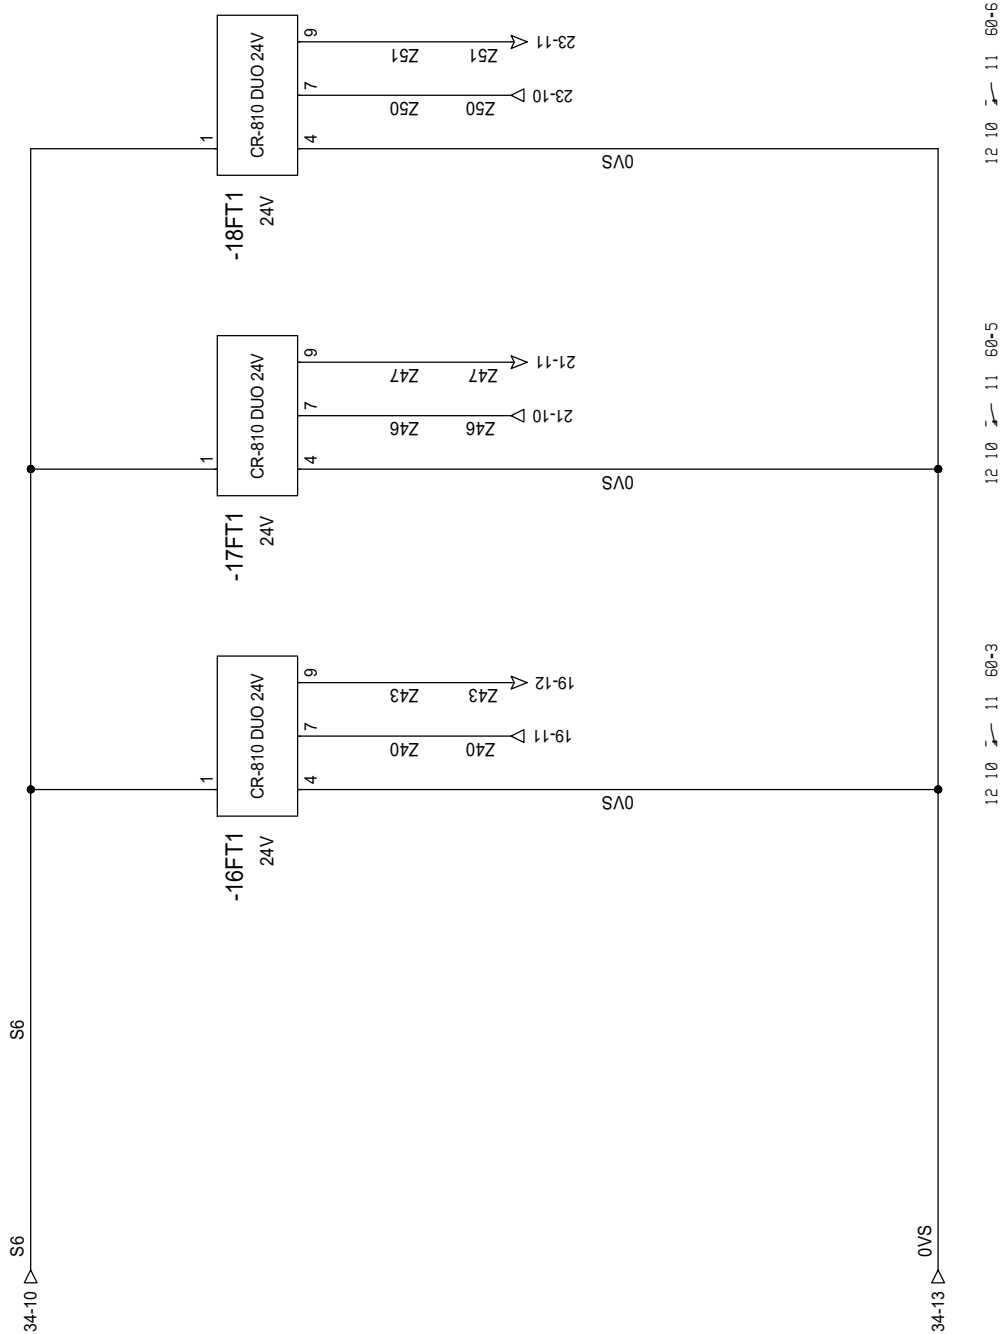 34-10
S6
S6
-16FT1
24V
CR-810 DUO 24V
1
4
7
9
Z40
Z40
19-11
Z43
Z43
19-12
0VS
-17FT1
24V
CR-810 DUO 24V
1
4
7
9
Z46
Z46
21-10
Z47
Z47
21-11
0VS
-18FT1
24V
CR-810 DUO 24V
1
4
7
9
Z50
Z50
23-10
Z51
Z51
23-11
0VS
34-13
0VS
12 10 11 60-3
12 10 11 60-5
12 10 11 60-6